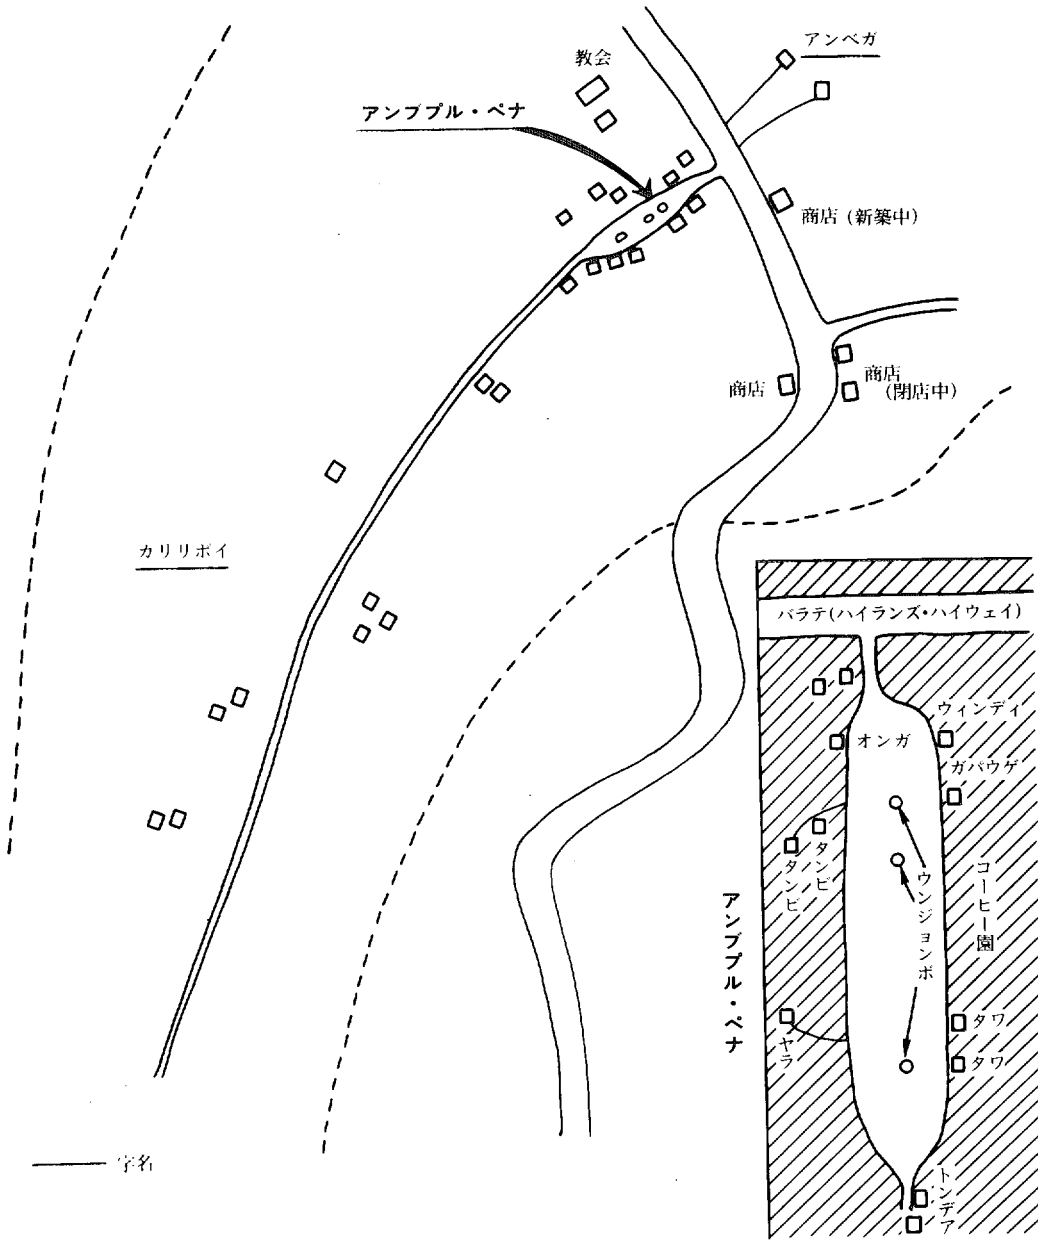 アンベガ
教会
アンブプル・ペナ
商店（新築中）
商店
商店
（閉店中）
カリリポイ
バラテ(ハイランズ・ハイウェイ)
ウィンディ
オンガ
ガパウゲ
タンビ
タンビ
ウンジョンボ
コーヒー園
アンブプル・ペナ
タワ
ヤラ
タワ
トンデア
字名